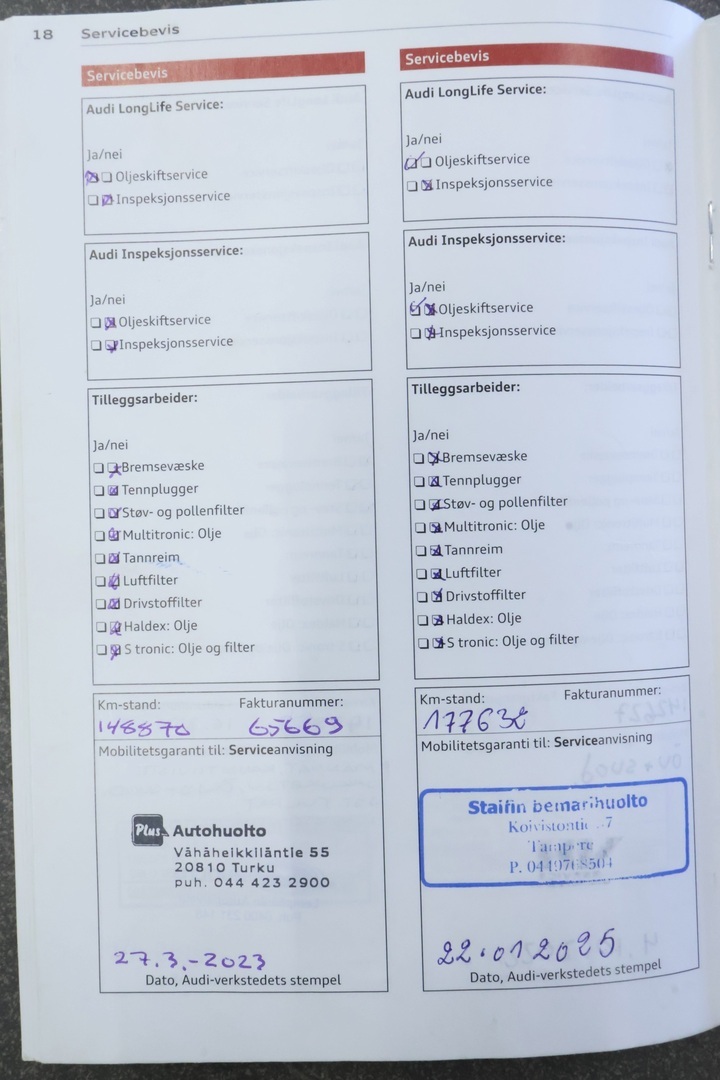 18 Servicebevis
Servicebevis
Audi LongLife Service:
Ja/nei
Oljeskiftservice
Inspeksjonsservice
Audi Inspeksjonsservice:
Ja/nei
Oljeskiftservice
Inspeksjonsservice
Tilleggsarbeider:
Ja/nei
Bremsevæske
Tennplugger
Støv- og pollenfilter
Multitronic: Olje
Tannreim
Luftfilter
Drivstoffilter
Haldex: Olje
S tronic: Olje og filter
Km-stand: Fakturanummer:
148870 65669
Mobilitetsgaranti til: Serviceanvisning
Plus Autohuolto
Vähäheikkiläntie 55
20810 Turku
puh. 044 423 2900
27.3.-2023
Dato, Audi-verkstedets stempel
Servicebevis
Audi LongLife Service:
Ja/nei
Oljeskiftservice
Inspeksjonsservice
Audi Inspeksjonsservice:
Ja/nei
Oljeskiftservice
Inspeksjonsservice
Tilleggsarbeider:
Ja/nei
Bremsevæske
Tennplugger
Støv- og pollenfilter
Multitronic: Olje
Tannreim
Luftfilter
Drivstoffilter
Haldex: Olje
S tronic: Olje og filter
Km-stand: Fakturanummer:
Mobilitetsgaranti til: Serviceanvisning
Staifin bemarihuolto
Tampere
P. 0449768504
22.01.2025
Dato, Audi-verkstedets stempel